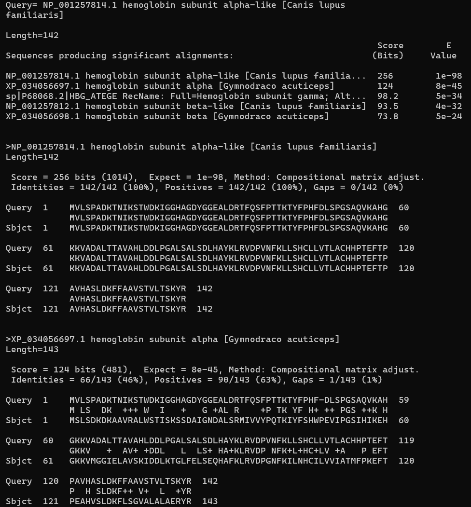 Query= NP_001257814.1 hemoglobin subunit alpha-like [Canis lupus
familiaris]
Length=142
Score E
Sequences producing significant alignments: (Bits) Value
NP_001257814.1 hemoglobin subunit alpha-like [Canis lupus familia... 256 1e-98
XP_034056697.1 hemoglobin subunit alpha [Gymnodraco acuticeps] 124 8e-45
sp|P68068.2|HBG_ATEGE RecName: Full=Hemoglobin subunit gamma; Alt... 98.2 5e-34
NP_001257812.1 hemoglobin subunit beta-like [Canis lupus familiaris] 93.5 4e-32
XP_034056698.1 hemoglobin subunit beta [Gymnodraco acuticeps] 73.8 5e-24
>NP_001257814.1 hemoglobin subunit alpha-like [Canis lupus familiaris]
Length=142
Score = 256 bits (1014), Expect = 1e-98, Method: Compositional matrix adjust.
Identities = 142/142 (100%), Positives = 142/142 (100%), Gaps = 0/142 (0%)
Query 1 MVLSPADKTNIKSTWDKIGGHAGDYGGEALDRTFQSFPTTKTYFPHFDLSPGSAQVKAHG 60
MVLSPADKTNIKSTWDKIGGHAGDYGGEALDRTFQSFPTTKTYFPHFDLSPGSAQVKAHG
Sbjct 1 MVLSPADKTNIKSTWDKIGGHAGDYGGEALDRTFQSFPTTKTYFPHFDLSPGSAQVKAHG 60
Query 61 KKVADALTTAVAHLDDLPGALSALSDLHAYKLRVDPVNFKLLSHCLLVTLACHHPTEFTP 120
KKVADALTTAVAHLDDLPGALSALSDLHAYKLRVDPVNFKLLSHCLLVTLACHHPTEFTP
Sbjct 61 KKVADALTTAVAHLDDLPGALSALSDLHAYKLRVDPVNFKLLSHCLLVTLACHHPTEFTP 120
Query 121 AVHASLDKFFAAVSTVLTSKYR 142
AVHASLDKFFAAVSTVLTSKYR
Sbjct 121 AVHASLDKFFAAVSTVLTSKYR 142
>XP_034056697.1 hemoglobin subunit alpha [Gymnodraco acuticeps]
Length=143
Score = 124 bits (481), Expect = 8e-45, Method: Compositional matrix adjust.
Identities = 66/143 (46%), Positives = 90/143 (63%), Gaps = 1/143 (1%)
Query 1 MVLSPADKTNIKSTWDKIGGHAGDYGGEALDRTFQSFPTTKTYFPHF-DLSPGSAQVKAH 59
M LS DK +++ W I + G +AL R +P TK YF H+ ++ PGS ++K H
Sbjct 1 MSLSDKDKAAVRALWSTISKSSDAIGNDALSRMIVVYPQTKIYFSHWPEVIPGSIHIKEH 60
Query 60 GKKVADALTTAVAHLDDLPGALSALSDLHAYKLRVDPVNFKLLSHCLLVTLACHHPTEFT 119
GKKV + AV+ +DDL L LS+ HA+KLRVDP NFK+L+HC+LV +A P EFT
Sbjct 61 GKKVMGGIELAVSKIDDLKTGLFELSEQHAFKLRVDPGNFKILNHCILVVIATMFPKEFT 120
Query 120 PAVHASLDKFFAAVSTVLTSKYR 142
P H SLDKF++ V+ L +YR
Sbjct 121 PEAHVSLDKFLSGVALALAERYR 143